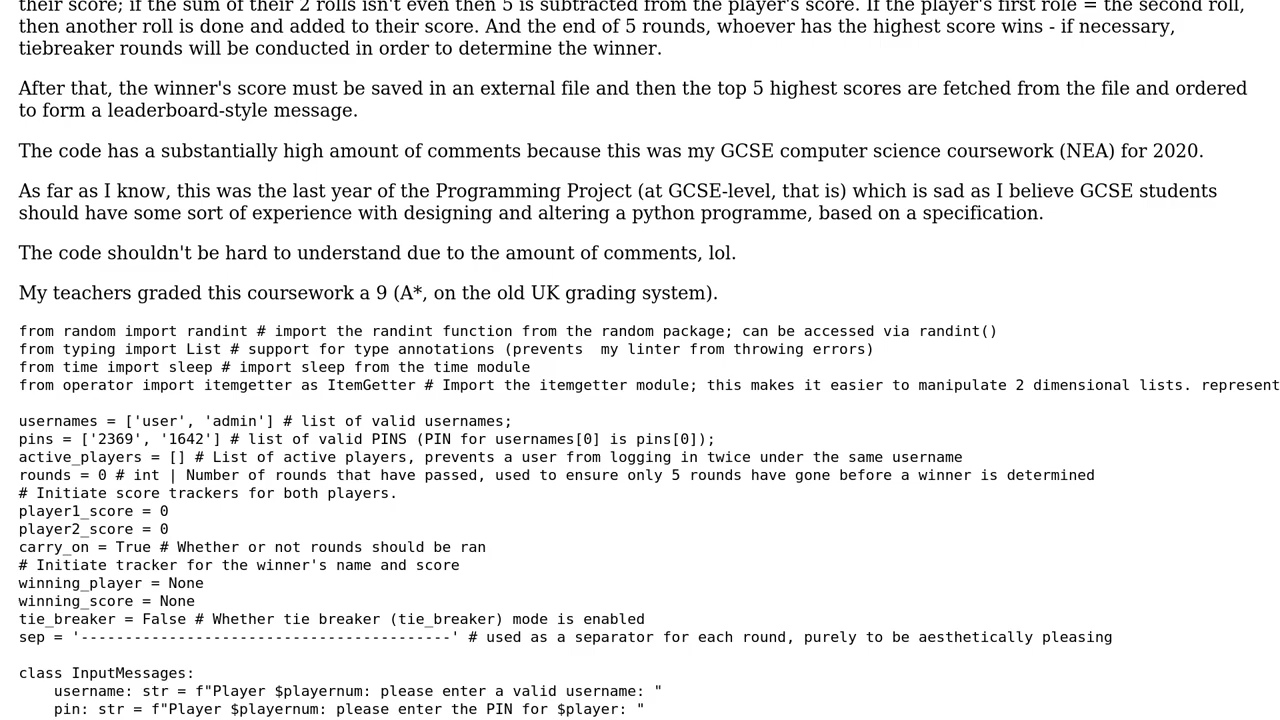 their score; if the sum of their 2 rolls isn't even then 5 is subtracted from the player's score. If the player's first role = the second roll,
then another roll is done and added to their score. And the end of 5 rounds, whoever has the highest score wins - if necessary,
tiebreaker rounds will be conducted in order to determine the winner.
After that, the winner's score must be saved in an external file and then the top 5 highest scores are fetched from the file and ordered
to form a leaderboard-style message.
The code has a substantially high amount of comments because this was my GCSE computer science coursework (NEA) for 2020.
As far as I know, this was the last year of the Programming Project (at GCSE-level, that is) which is sad as I believe GCSE students
should have some sort of experience with designing and altering a python programme, based on a specification.
The code shouldn't be hard to understand due to the amount of comments, lol.
My teachers graded this coursework a 9 (A*, on the old UK grading system).
from random import randint # import the randint function from the random package; can be accessed via randint()
from typing import List # support for type annotations (prevents  my linter from throwing errors)
from time import sleep # import sleep from the time module
from operator import itemgetter as ItemGetter # Import the itemgetter module; this makes it easier to manipulate 2 dimensional lists. represent
usernames = ['user', 'admin'] # list of valid usernames;
pins = ['2369', '1642'] # list of valid PINS (PIN for usernames[0] is pins[0]);
active_players = [] # List of active players, prevents a user from logging in twice under the same username
rounds = 0 # int | Number of rounds that have passed, used to ensure only 5 rounds have gone before a winner is determined
# Initiate score trackers for both players.
player1_score = 0
player2_score = 0
carry_on = True # Whether or not rounds should be ran
# Initiate tracker for the winner's name and score
winning_player = None
winning_score = None
tie_breaker = False # Whether tie breaker (tie_breaker) mode is enabled
sep = '------------------------------------------' # used as a separator for each round, purely to be aesthetically pleasing
class InputMessages:
    username: str = f"Player $playernum: please enter a valid username: "
    pin: str = f"Player $playernum: please enter the PIN for $player: "